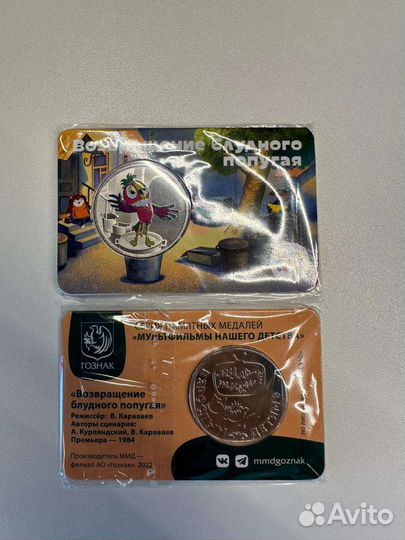 Возвращение блудного
попугая
ГОЗНАК
ПАМЯТНЫХ МЕДАЛЕЙ
«МУЛЬТФИЛЬМЫ НАШЕГО ДЕТСТВА»
«Возвращение
блудного попугая»
Режиссёр: В. Караваев
Авторы сценария:
А. Курляндский, В. Караваев
Премьера — 1984
Производитель ММД —
филиал АО «Гознак», 2022
mmdgoznak
Avito